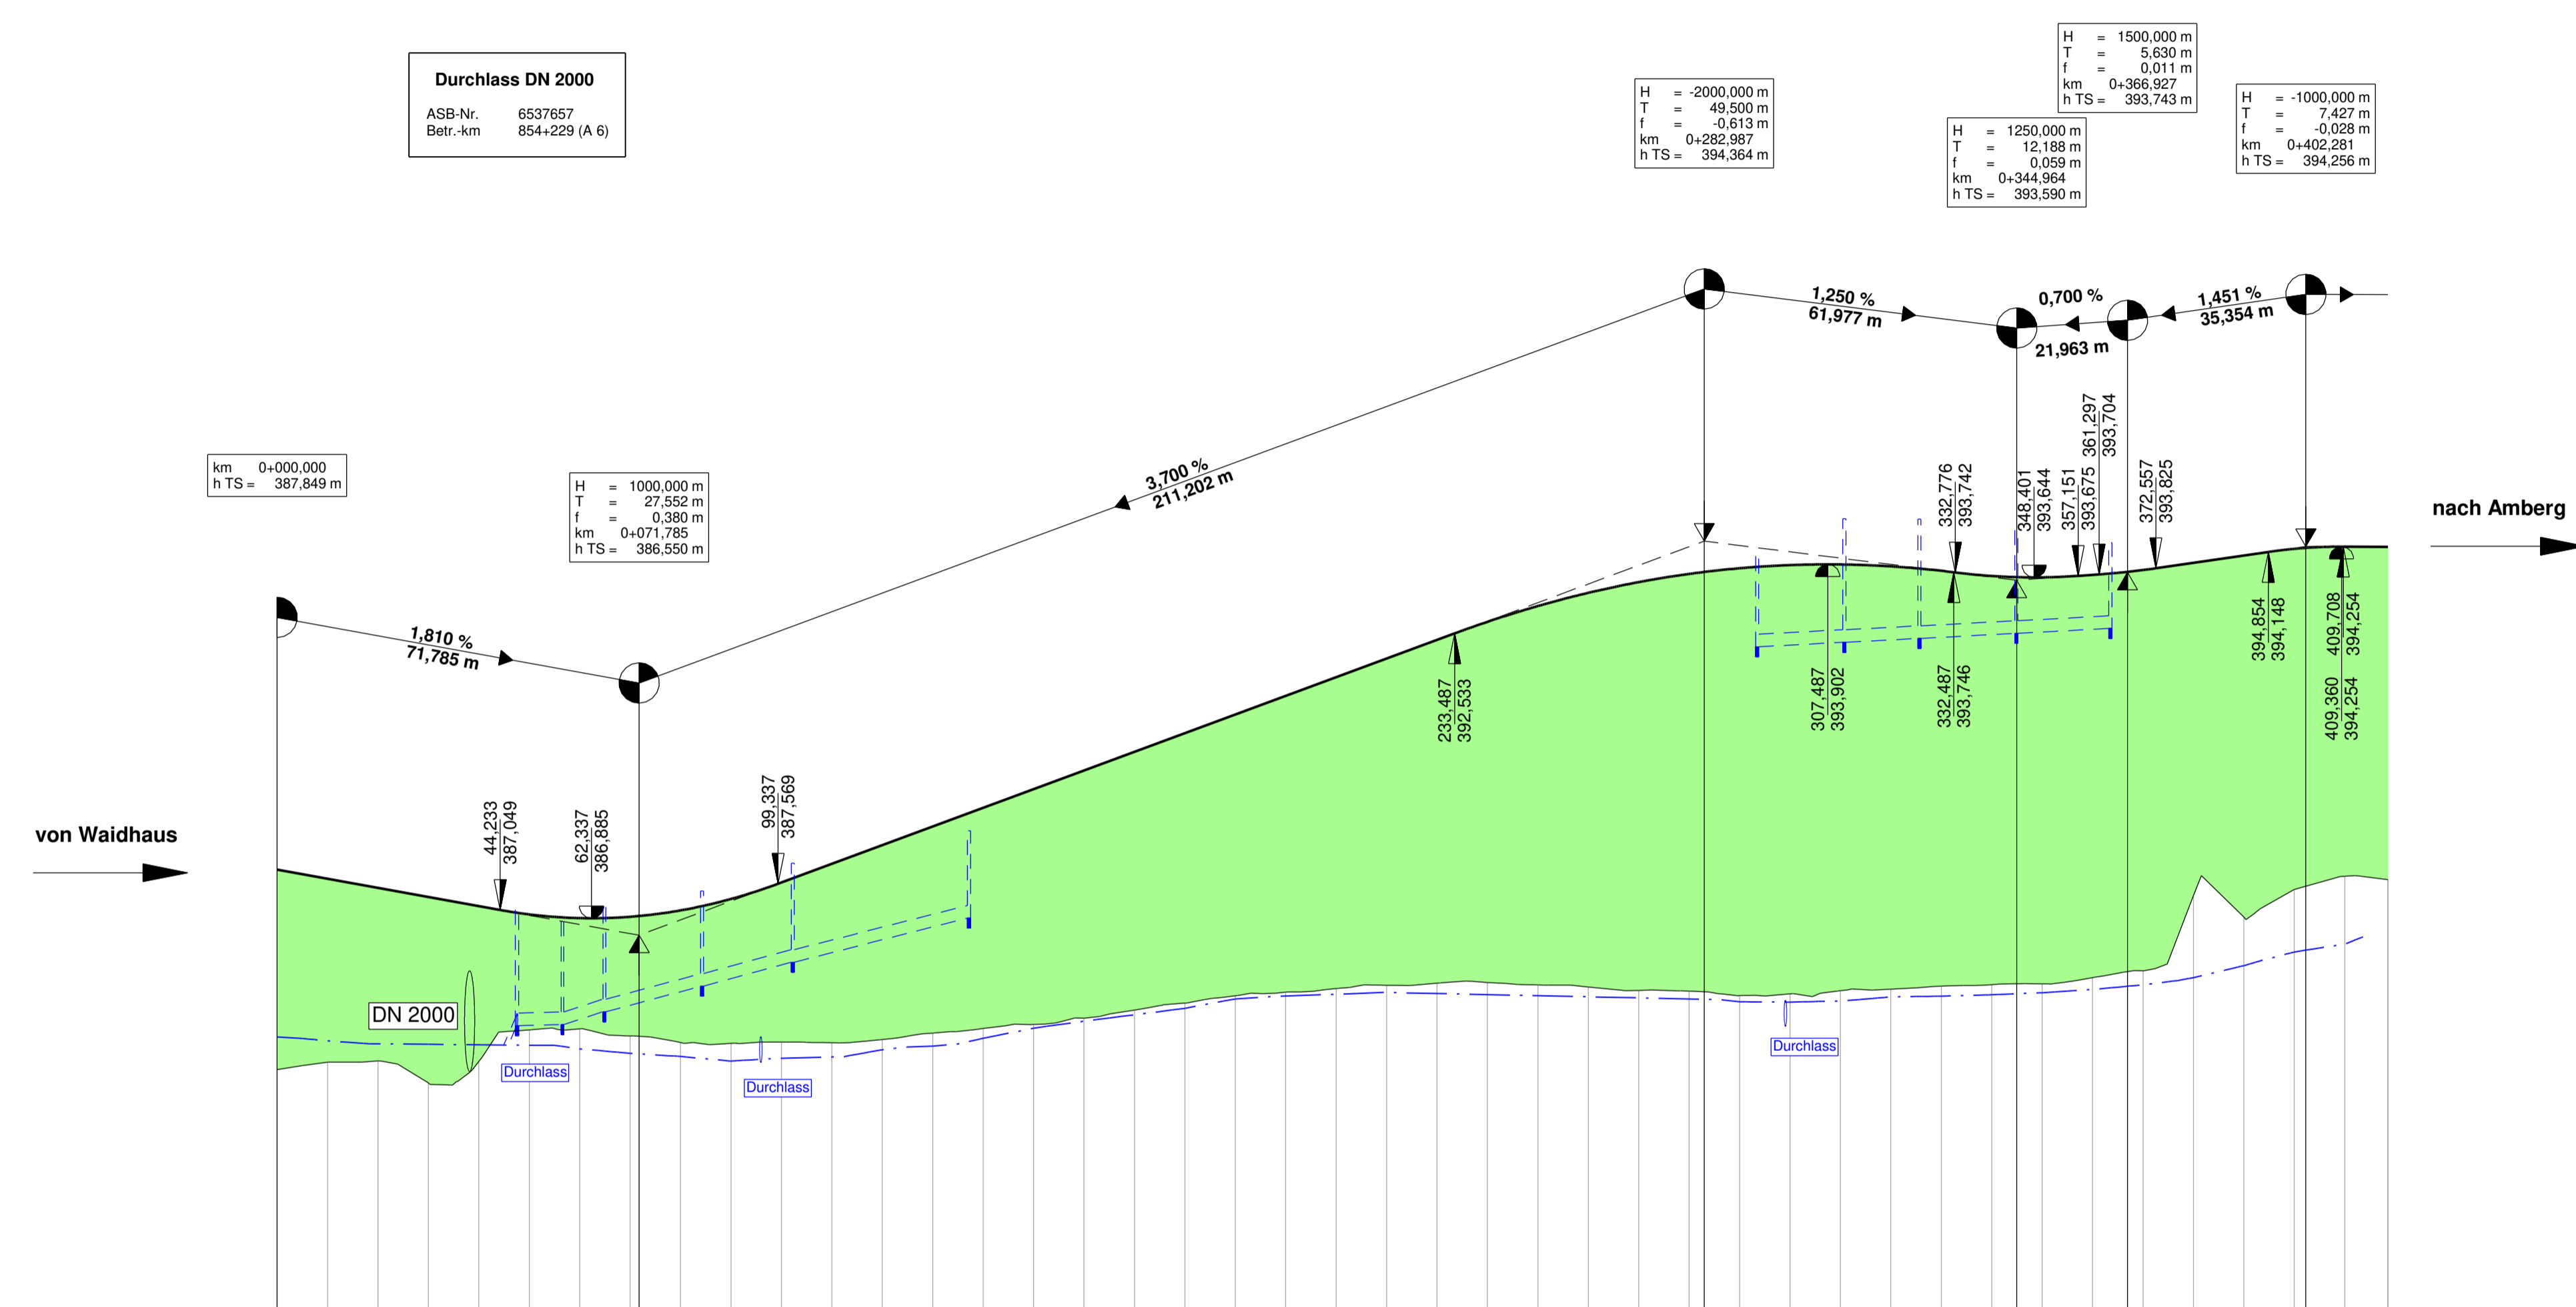 Durchlass DN 2000
ASB-Nr. 6537657
Betr.-km 854+229 (A 6)
H = 1500,000 m
T = 5,630 m
f = 0,011 m
km 0+366,927
h TS = 393,743 m
H = -2000,000 m
T = 49,500 m
f = -0,613 m
km 0+282,987
h TS = 394,364 m
H = 1250,000 m
T = 12,188 m
f = 0,059 m
km 0+344,964
h TS = 393,590 m
H = -1000,000 m
T = 7,427 m
f = -0,028 m
km 0+402,281
h TS = 394,256 m
1,250 %
61,977 m
0,700 %
21,963 m
1,451 %
35,354 m
3,700 %
211,202 m
km 0+000,000
h TS = 387,849 m
H = 1000,000 m
T = 27,552 m
f = 0,380 m
km 0+071,785
h TS = 386,550 m
1,810 %
71,785 m
332,776
393,742
348,401
393,644
357,151
393,675
361,297
393,704
372,557
393,825
nach Amberg
394,854
394,148
409,708
394,254
409,360
394,254
307,487
393,902
332,487
393,746
233,487
392,533
von Waidhaus
44,233
387,049
62,337
386,885
99,337
387,569
DN 2000
Durchlass
Durchlass
Durchlass